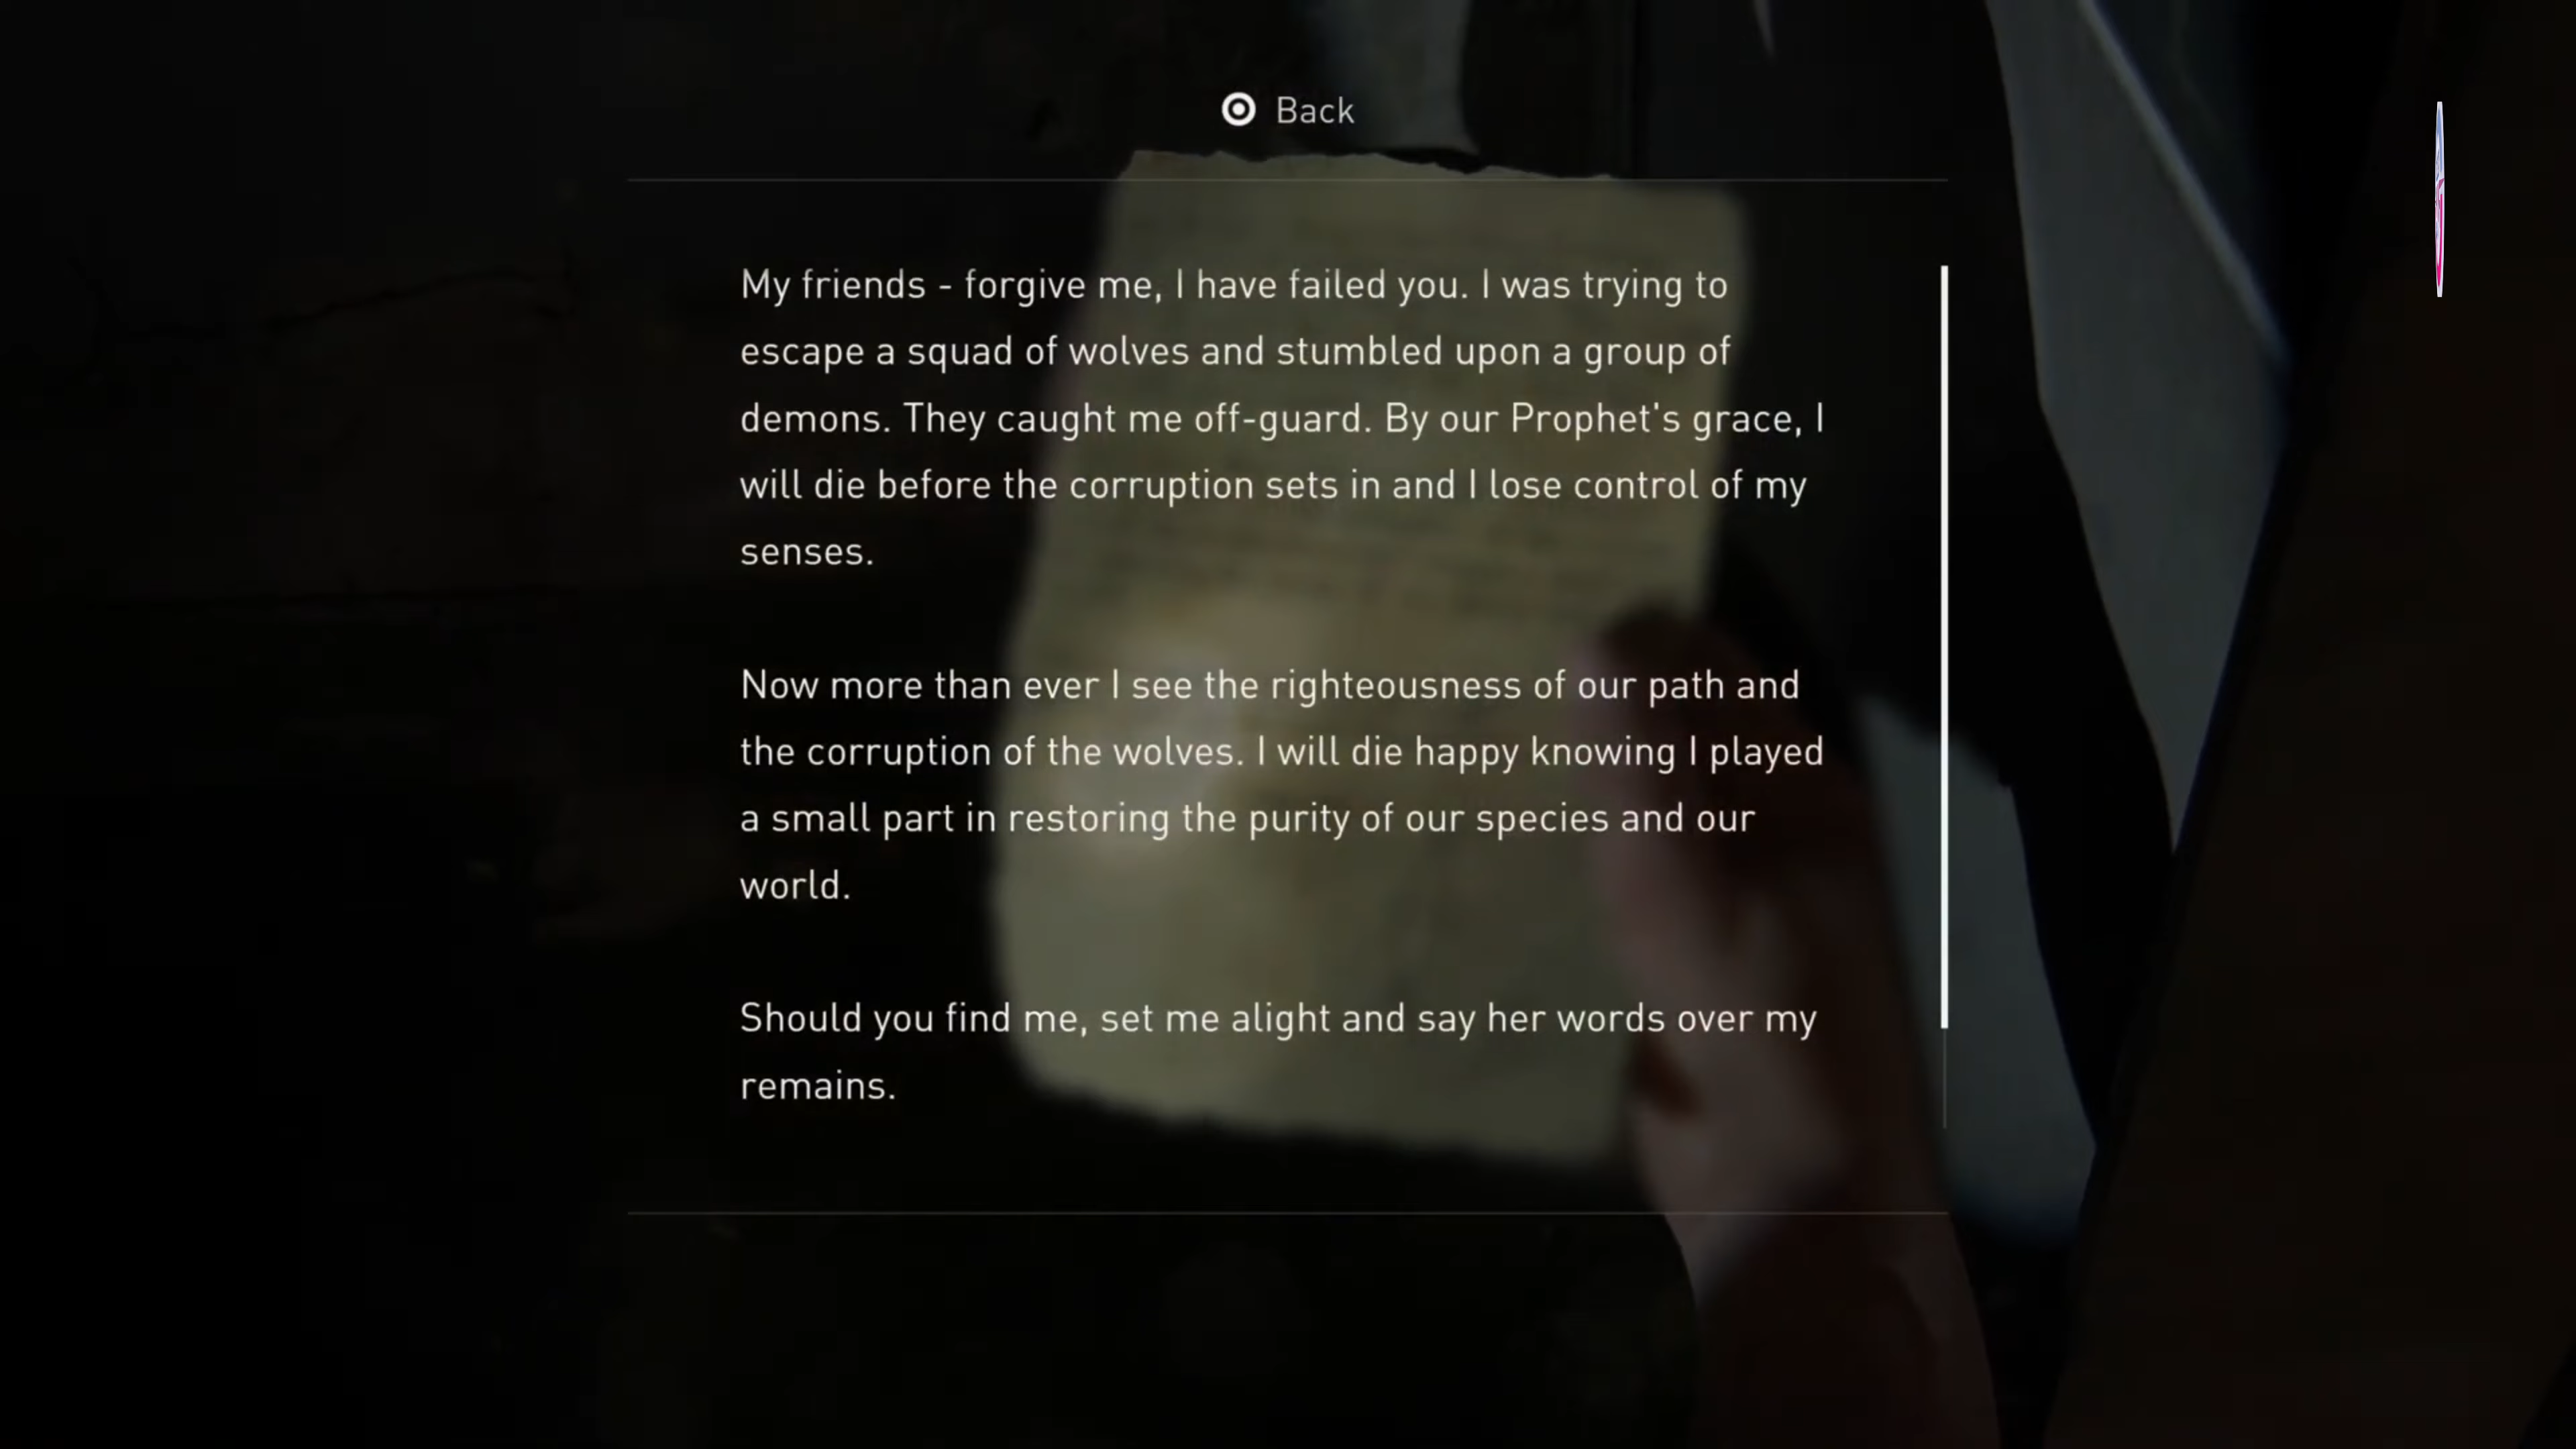 Back
My friends - forgive me, I have failed you. I was trying to
escape a squad of wolves and stumbled upon a group of
demons. They caught me off-guard. By our Prophet's grace, I
will die before the corruption sets in and I lose control of my
senses.
Now more than ever I see the righteousness of our path and
the corruption of the wolves. I will die happy knowing I played
a small part in restoring the purity of our species and our
world.
Should you find me, set me alight and say her words over my
remains.